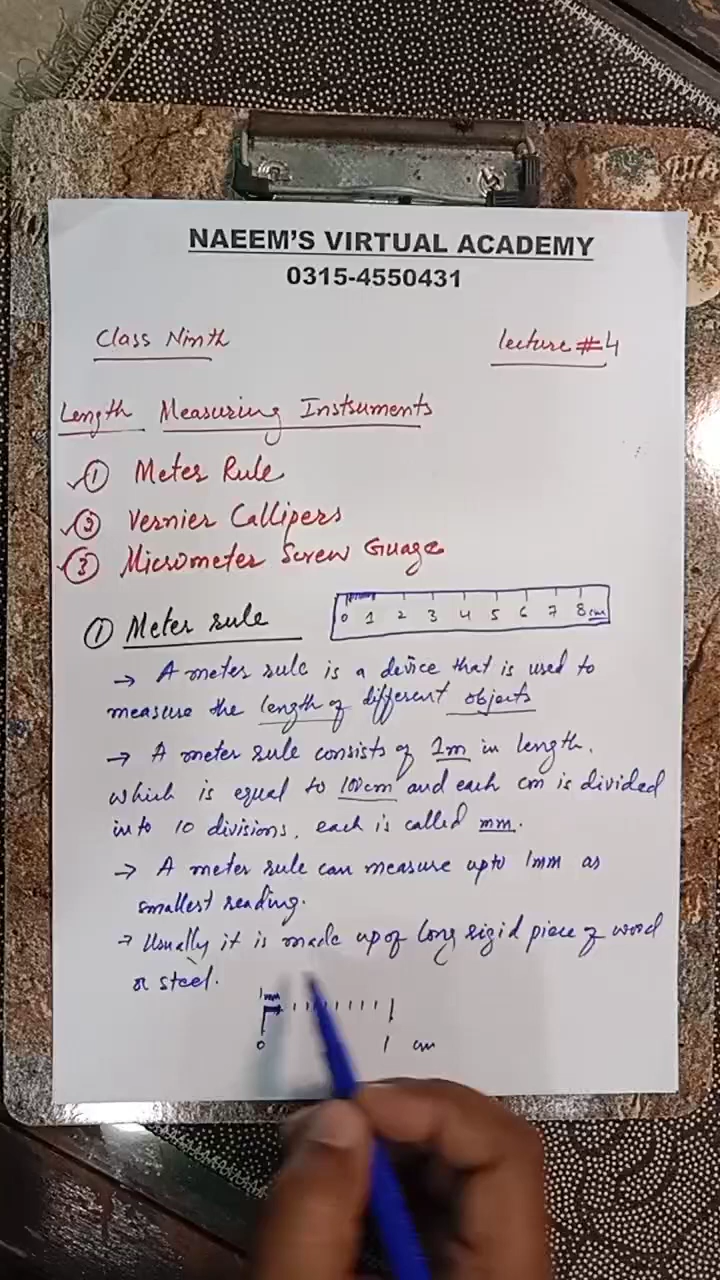 NAEEM'S VIRTUAL ACADEMY
0315-4550431
Class Ninth
lecture #4
Length Measuring Instuments
① Meter Rule
② Vernier Callipers
③ Micrometer Screw Guage
① Meter rule
0 1 2 3 4 5 6 7 8 cm
→ A meter rule is a device that is used to
measure the length of different objects
→ A meter rule consists of 1m in length,
which is equal to 100cm and each cm is divided
into 10 divisions, each is called mm.
→ A meter rule can measure upto 1mm as
smallest reading.
→ Usually it is made up of long rigid piece of wood
or steel.
1mm
0 1 cm